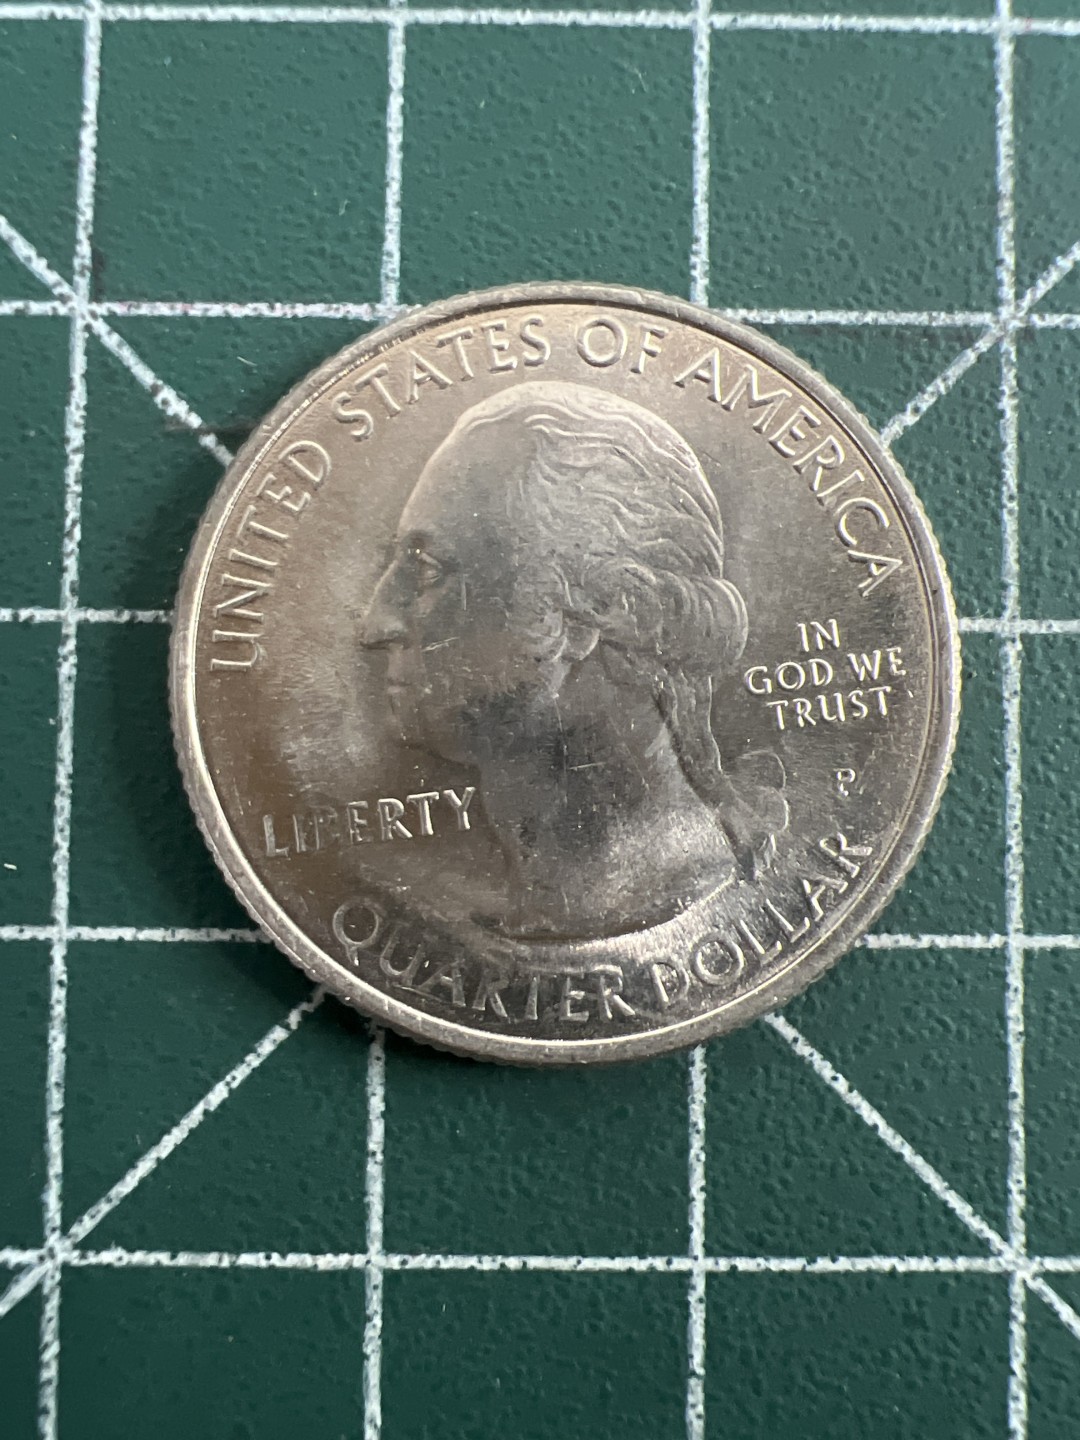 UNITED STATES OF AMERICA
IN
GOD WE
TRUST
P
LIBERTY
QUARTER DOLLAR